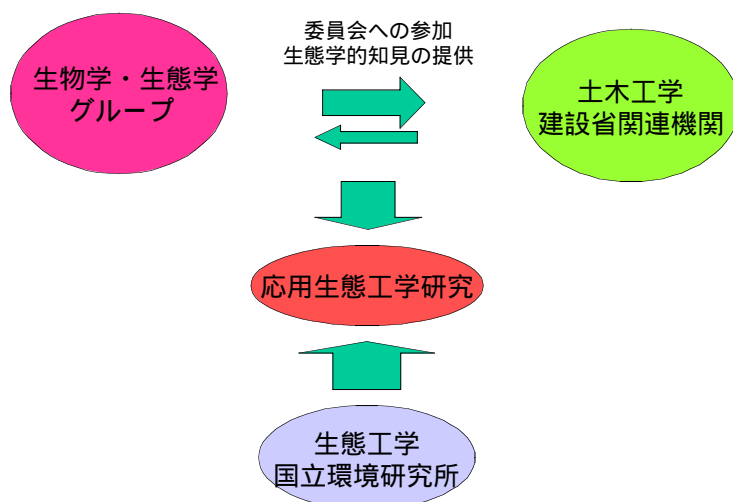 委員会への参加
生態学的知見の提供
生物学・生態学
グループ
土木工学
建設省関連機関
応用生態工学研究
生態工学
国立環境研究所